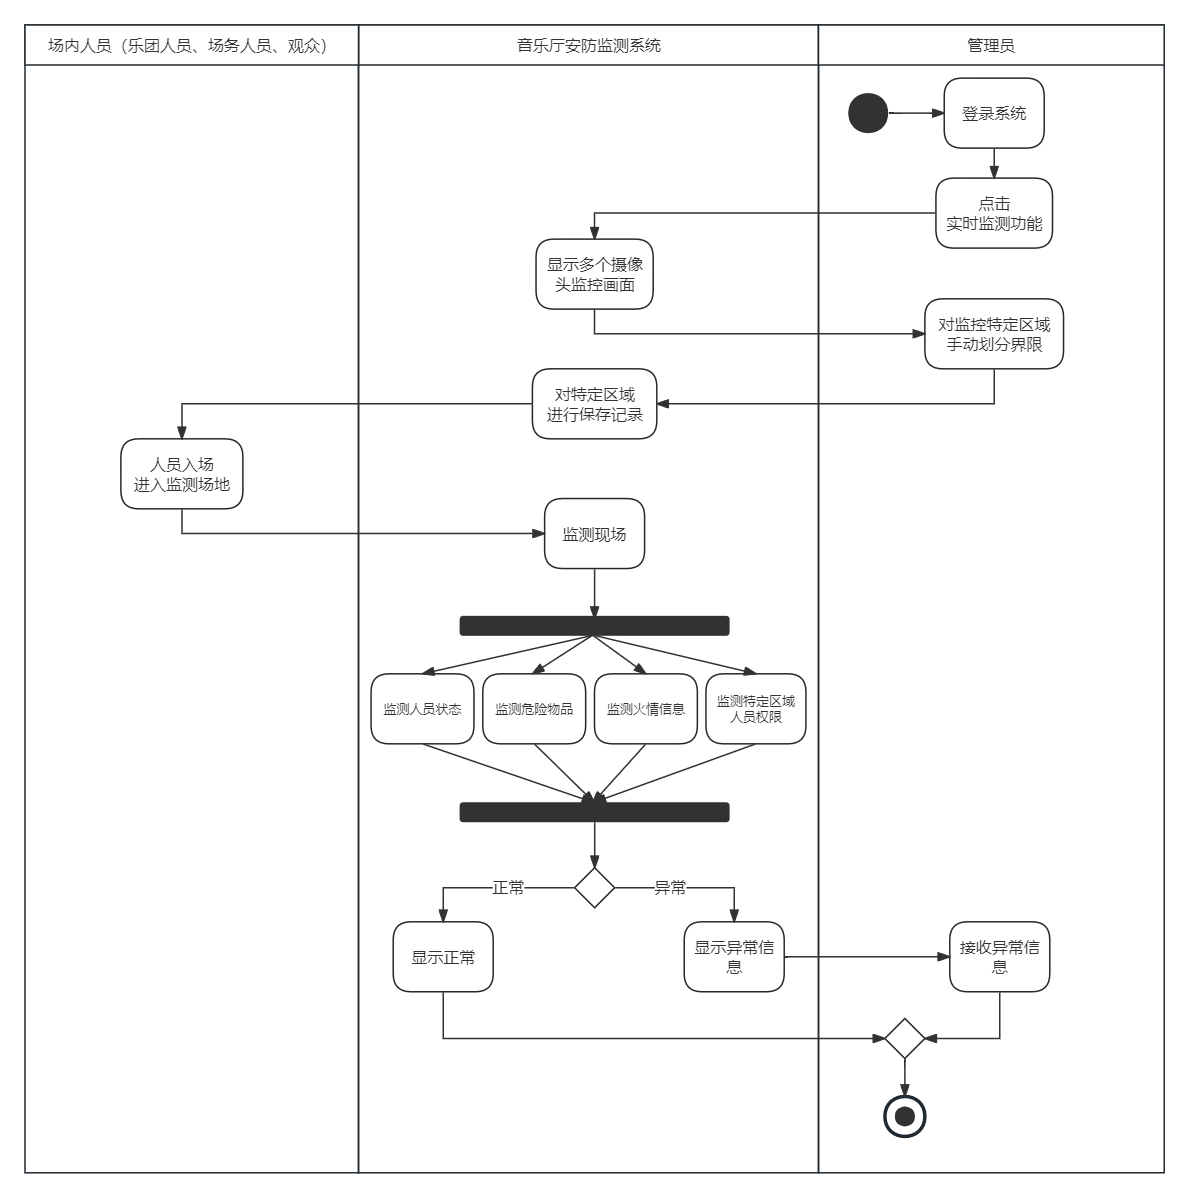 场内人员（乐团人员、场务人员、观众）
音乐厅安防监测系统
管理员
登录系统
点击
实时监测功能
显示多个摄像
头监控画面
对监控特定区域
手动划分界限
对特定区域
进行保存记录
人员入场
进入监测场地
监测现场
监测人员状态
监测危险物品
监测火情信息
监测特定区域
人员权限
正常
异常
显示正常
显示异常信
息
接收异常信
息